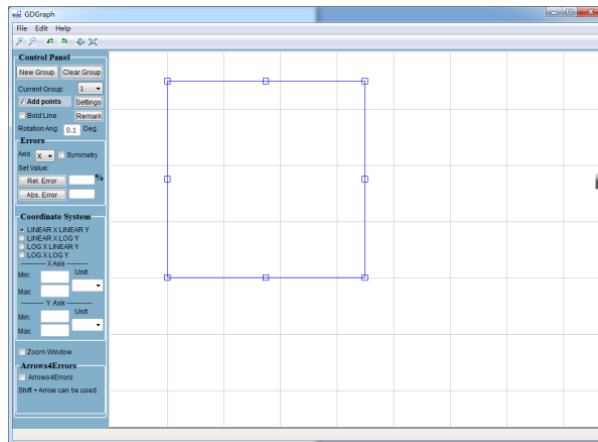 GDGraph
File Edit Help
Control Panel
New Group Clear Group
Current Group: 1
Add points Settings
Bold Line Remark
Rotation Ang. 0.1 Deg.
Errors
Axis X Symmetry
Set Value:
Rel. Error %
Abs. Error
Coordinate System
LINEAR X LINEAR Y
LINEAR X LOG Y
LOG X LINEAR Y
LOG X LOG Y
X Axis
Min: Unit:
Max:
Y Axis
Min: Unit:
Max:
Zoom Window
Arrows4Errors
Arrows4Errors
Shift + Arrow can be used